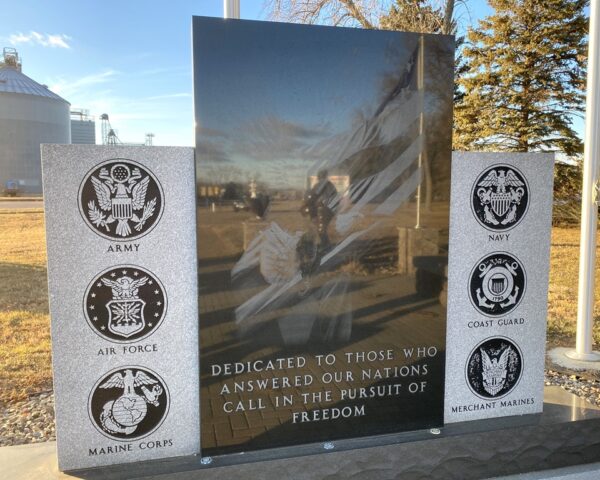 ARMY
AIR FORCE
MARINE CORPS
DEDICATED TO THOSE WHO
ANSWERED OUR NATIONS
CALL IN THE PURSUIT OF
FREEDOM
NAVY
COAST GUARD
1790
MERCHANT MARINES